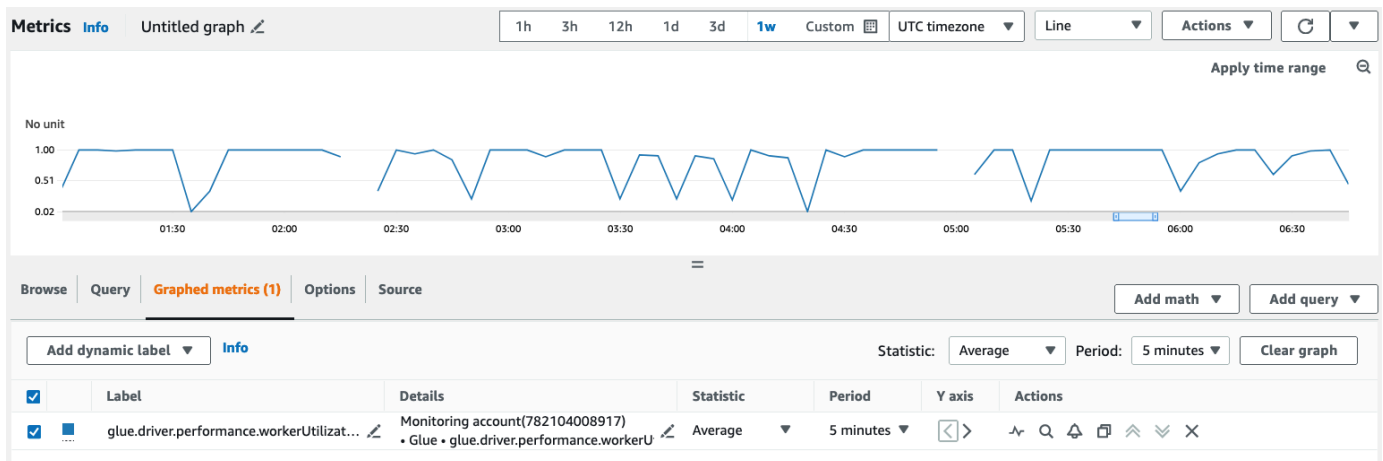 Metrics Info Untitled graph 1h 3h 12h 1d 3d 1w Custom UTC timezone Line Actions
Apply time range
No unit
1.00
0.51
0.02
01:30 02:00 02:30 03:00 03:30 04:00 04:30 05:00 05:30 06:00 06:30
Browse Query Graphed metrics (1) Options Source
Add math Add query
Add dynamic label Info Statistic: Average Period: 5 minutes Clear graph
Label Details Statistic Period Y axis Actions
glue.driver.performance.workerUtilizat... Monitoring account(782104008917) Average 5 minutes
• Glue • glue.driver.performance.workerU